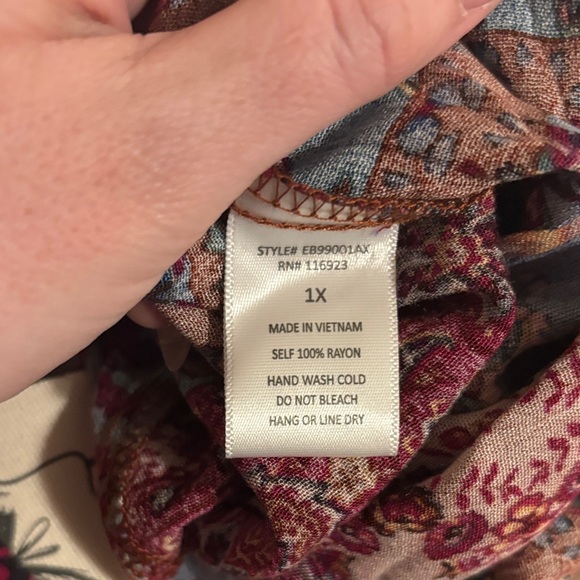 STYLE# EB99001AX
RN# 116923
1X
MADE IN VIETNAM
SELF 100% RAYON
HAND WASH COLD
DO NOT BLEACH
HANG OR LINE DRY